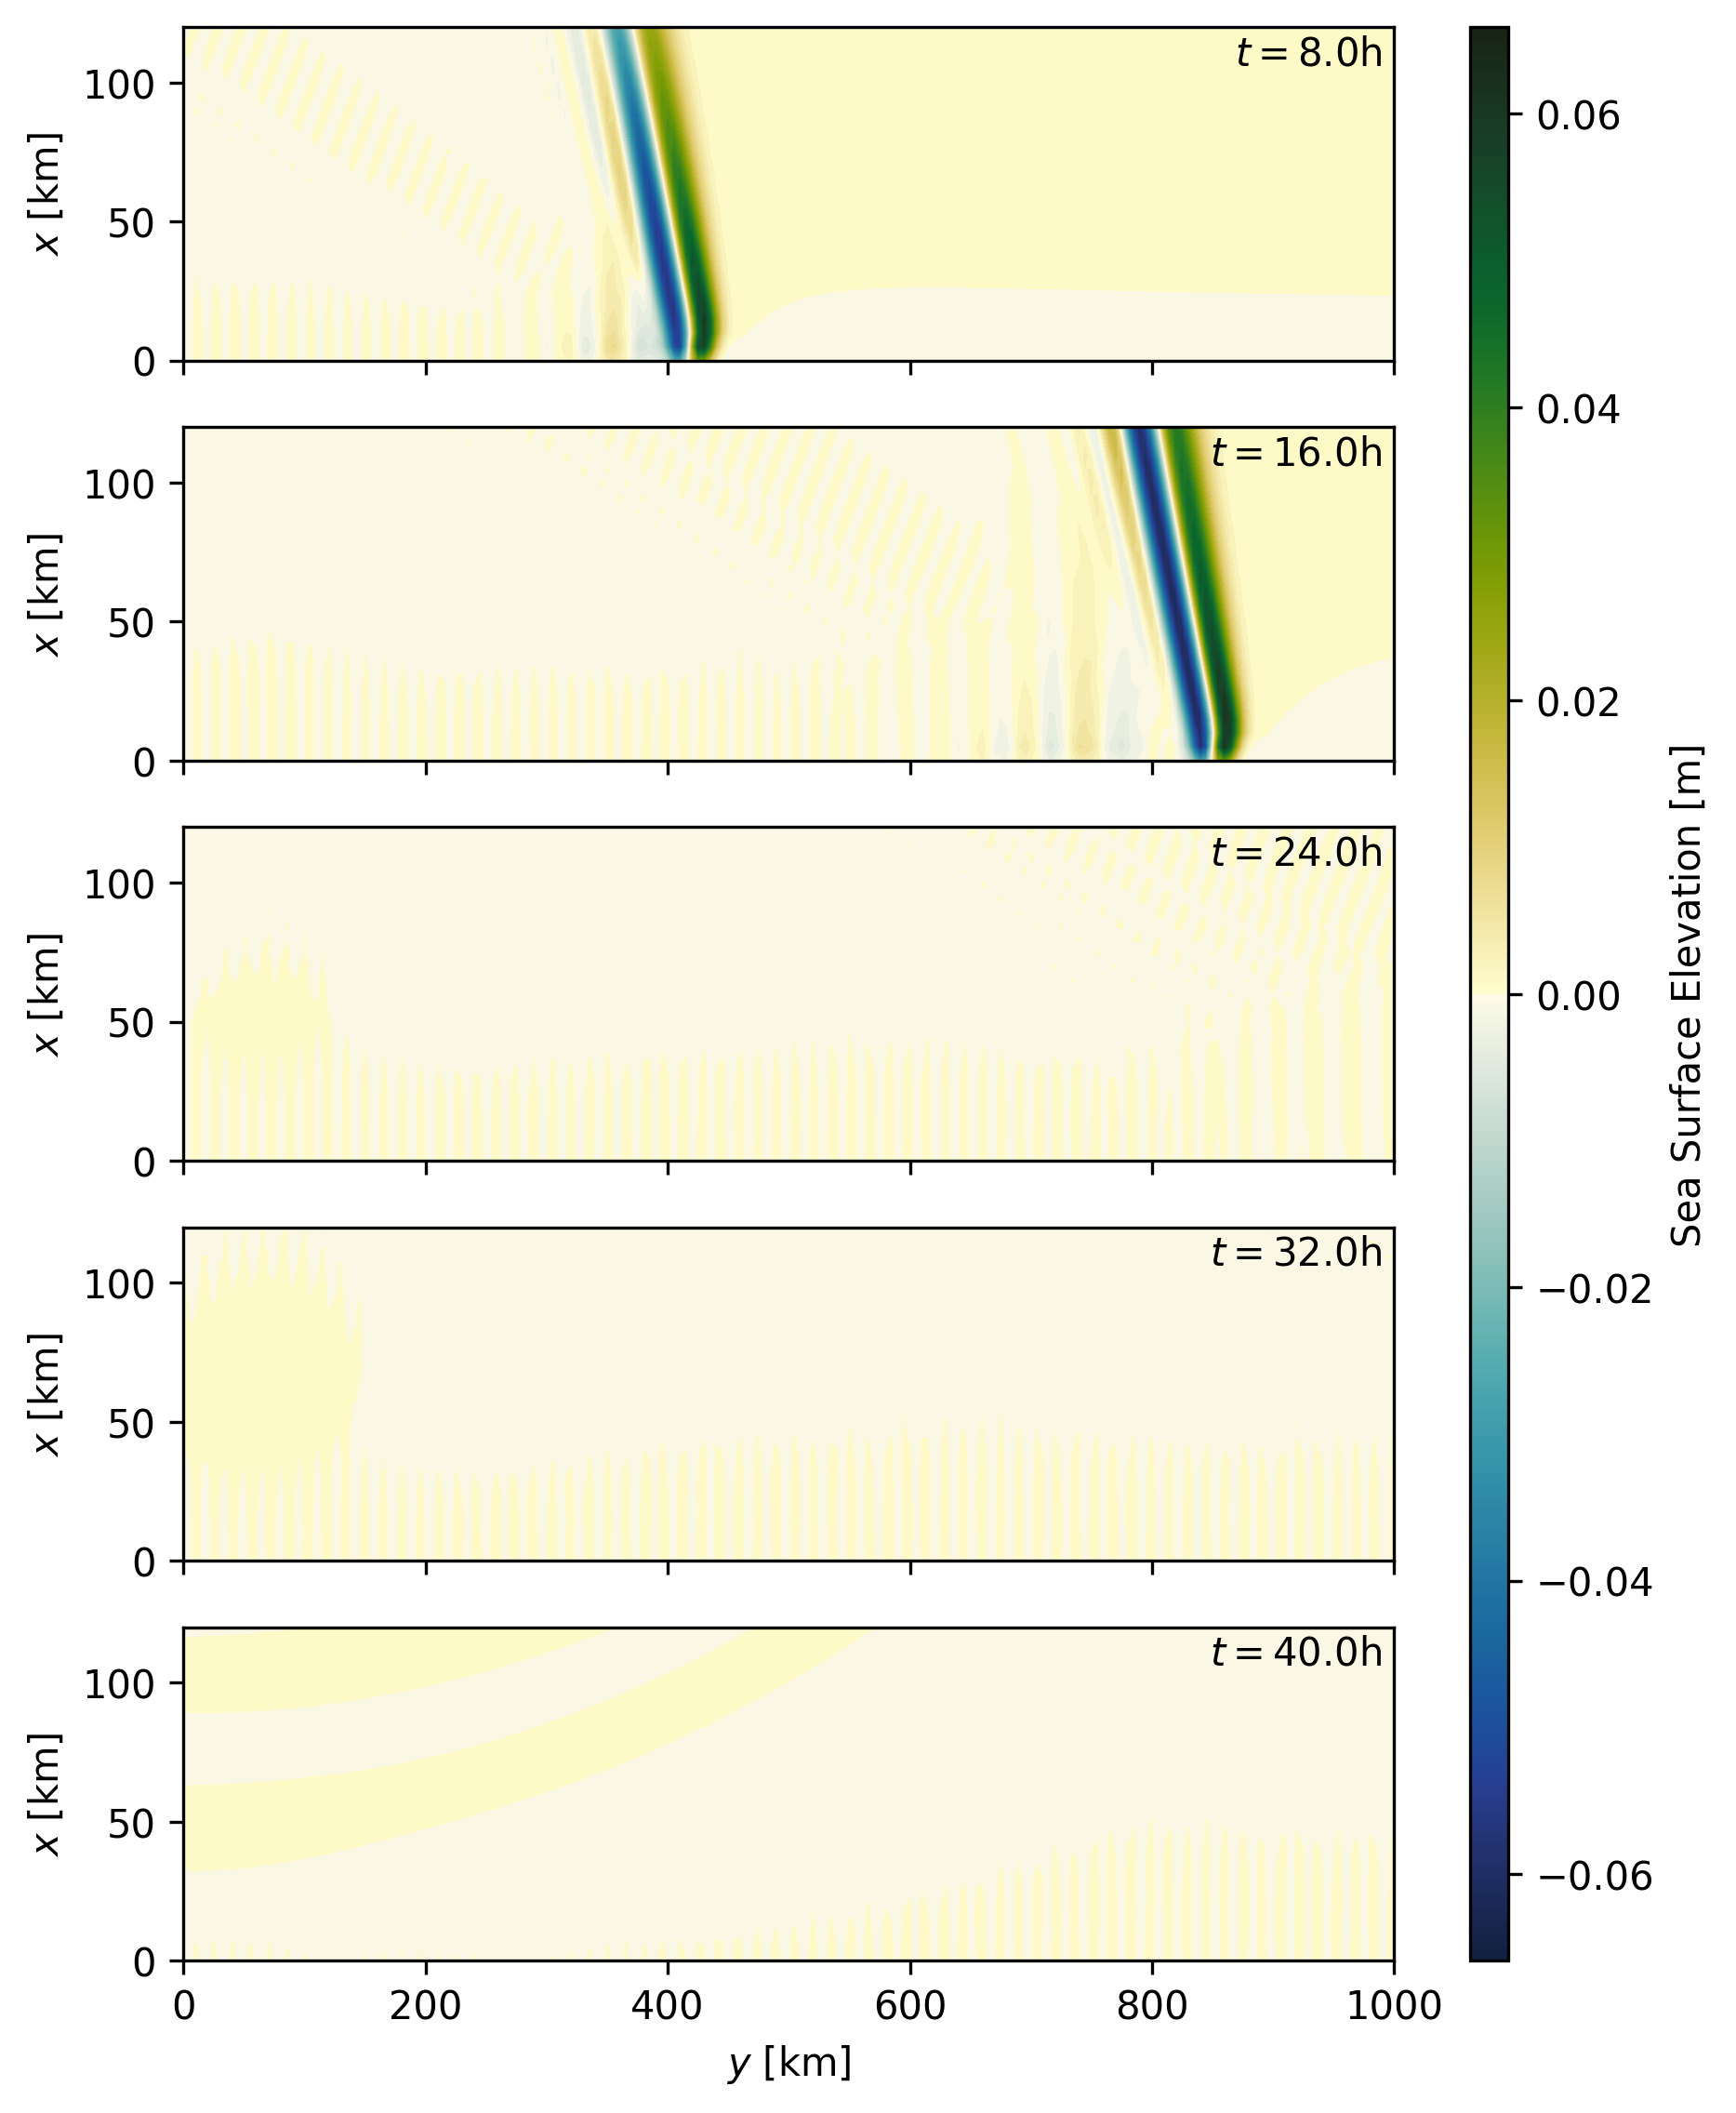 t = 8.0h
100
50
0
x [km]
t = 16.0h
100
50
0
x [km]
t = 24.0h
100
50
0
x [km]
t = 32.0h
100
50
0
x [km]
t = 40.0h
100
50
0
x [km]
0 200 400 600 800 1000
y [km]
0.06
0.04
0.02
0.00
−0.02
−0.04
−0.06
Sea Surface Elevation [m]